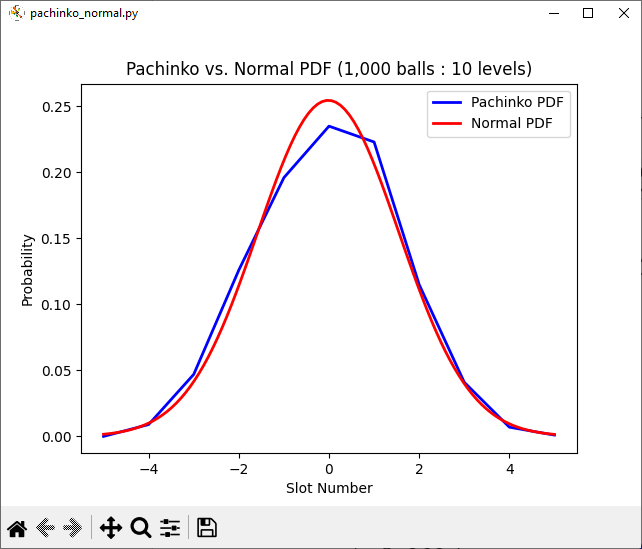 pachinko_normal.py
Pachinko vs. Normal PDF (1,000 balls : 10 levels)
Pachinko PDF
Normal PDF
0.25
0.20
0.15
0.10
0.05
0.00
Probability
−4
−2
0
2
4
Slot Number